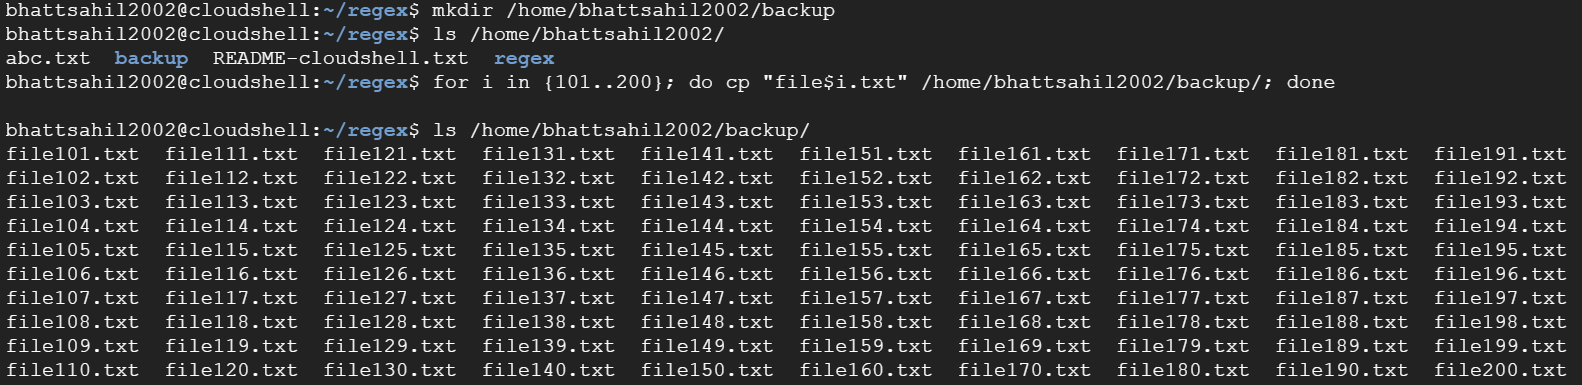 bhattsahil2002@cloudshell:~/regex$ mkdir /home/bhattsahil2002/backup
bhattsahil2002@cloudshell:~/regex$ ls /home/bhattsahil2002/
abc.txt  backup  README-cloudshell.txt  regex
bhattsahil2002@cloudshell:~/regex$ for i in {101..200}; do cp "file$i.txt" /home/bhattsahil2002/backup/; done
bhattsahil2002@cloudshell:~/regex$ ls /home/bhattsahil2002/backup/
file101.txt  file111.txt  file121.txt  file131.txt  file141.txt  file151.txt  file161.txt  file171.txt  file181.txt  file191.txt
file102.txt  file112.txt  file122.txt  file132.txt  file142.txt  file152.txt  file162.txt  file172.txt  file182.txt  file192.txt
file103.txt  file113.txt  file123.txt  file133.txt  file143.txt  file153.txt  file163.txt  file173.txt  file183.txt  file193.txt
file104.txt  file114.txt  file124.txt  file134.txt  file144.txt  file154.txt  file164.txt  file174.txt  file184.txt  file194.txt
file105.txt  file115.txt  file125.txt  file135.txt  file145.txt  file155.txt  file165.txt  file175.txt  file185.txt  file195.txt
file106.txt  file116.txt  file126.txt  file136.txt  file146.txt  file156.txt  file166.txt  file176.txt  file186.txt  file196.txt
file107.txt  file117.txt  file127.txt  file137.txt  file147.txt  file157.txt  file167.txt  file177.txt  file187.txt  file197.txt
file108.txt  file118.txt  file128.txt  file138.txt  file148.txt  file158.txt  file168.txt  file178.txt  file188.txt  file198.txt
file109.txt  file119.txt  file129.txt  file139.txt  file149.txt  file159.txt  file169.txt  file179.txt  file189.txt  file199.txt
file110.txt  file120.txt  file130.txt  file140.txt  file150.txt  file160.txt  file170.txt  file180.txt  file190.txt  file200.txt